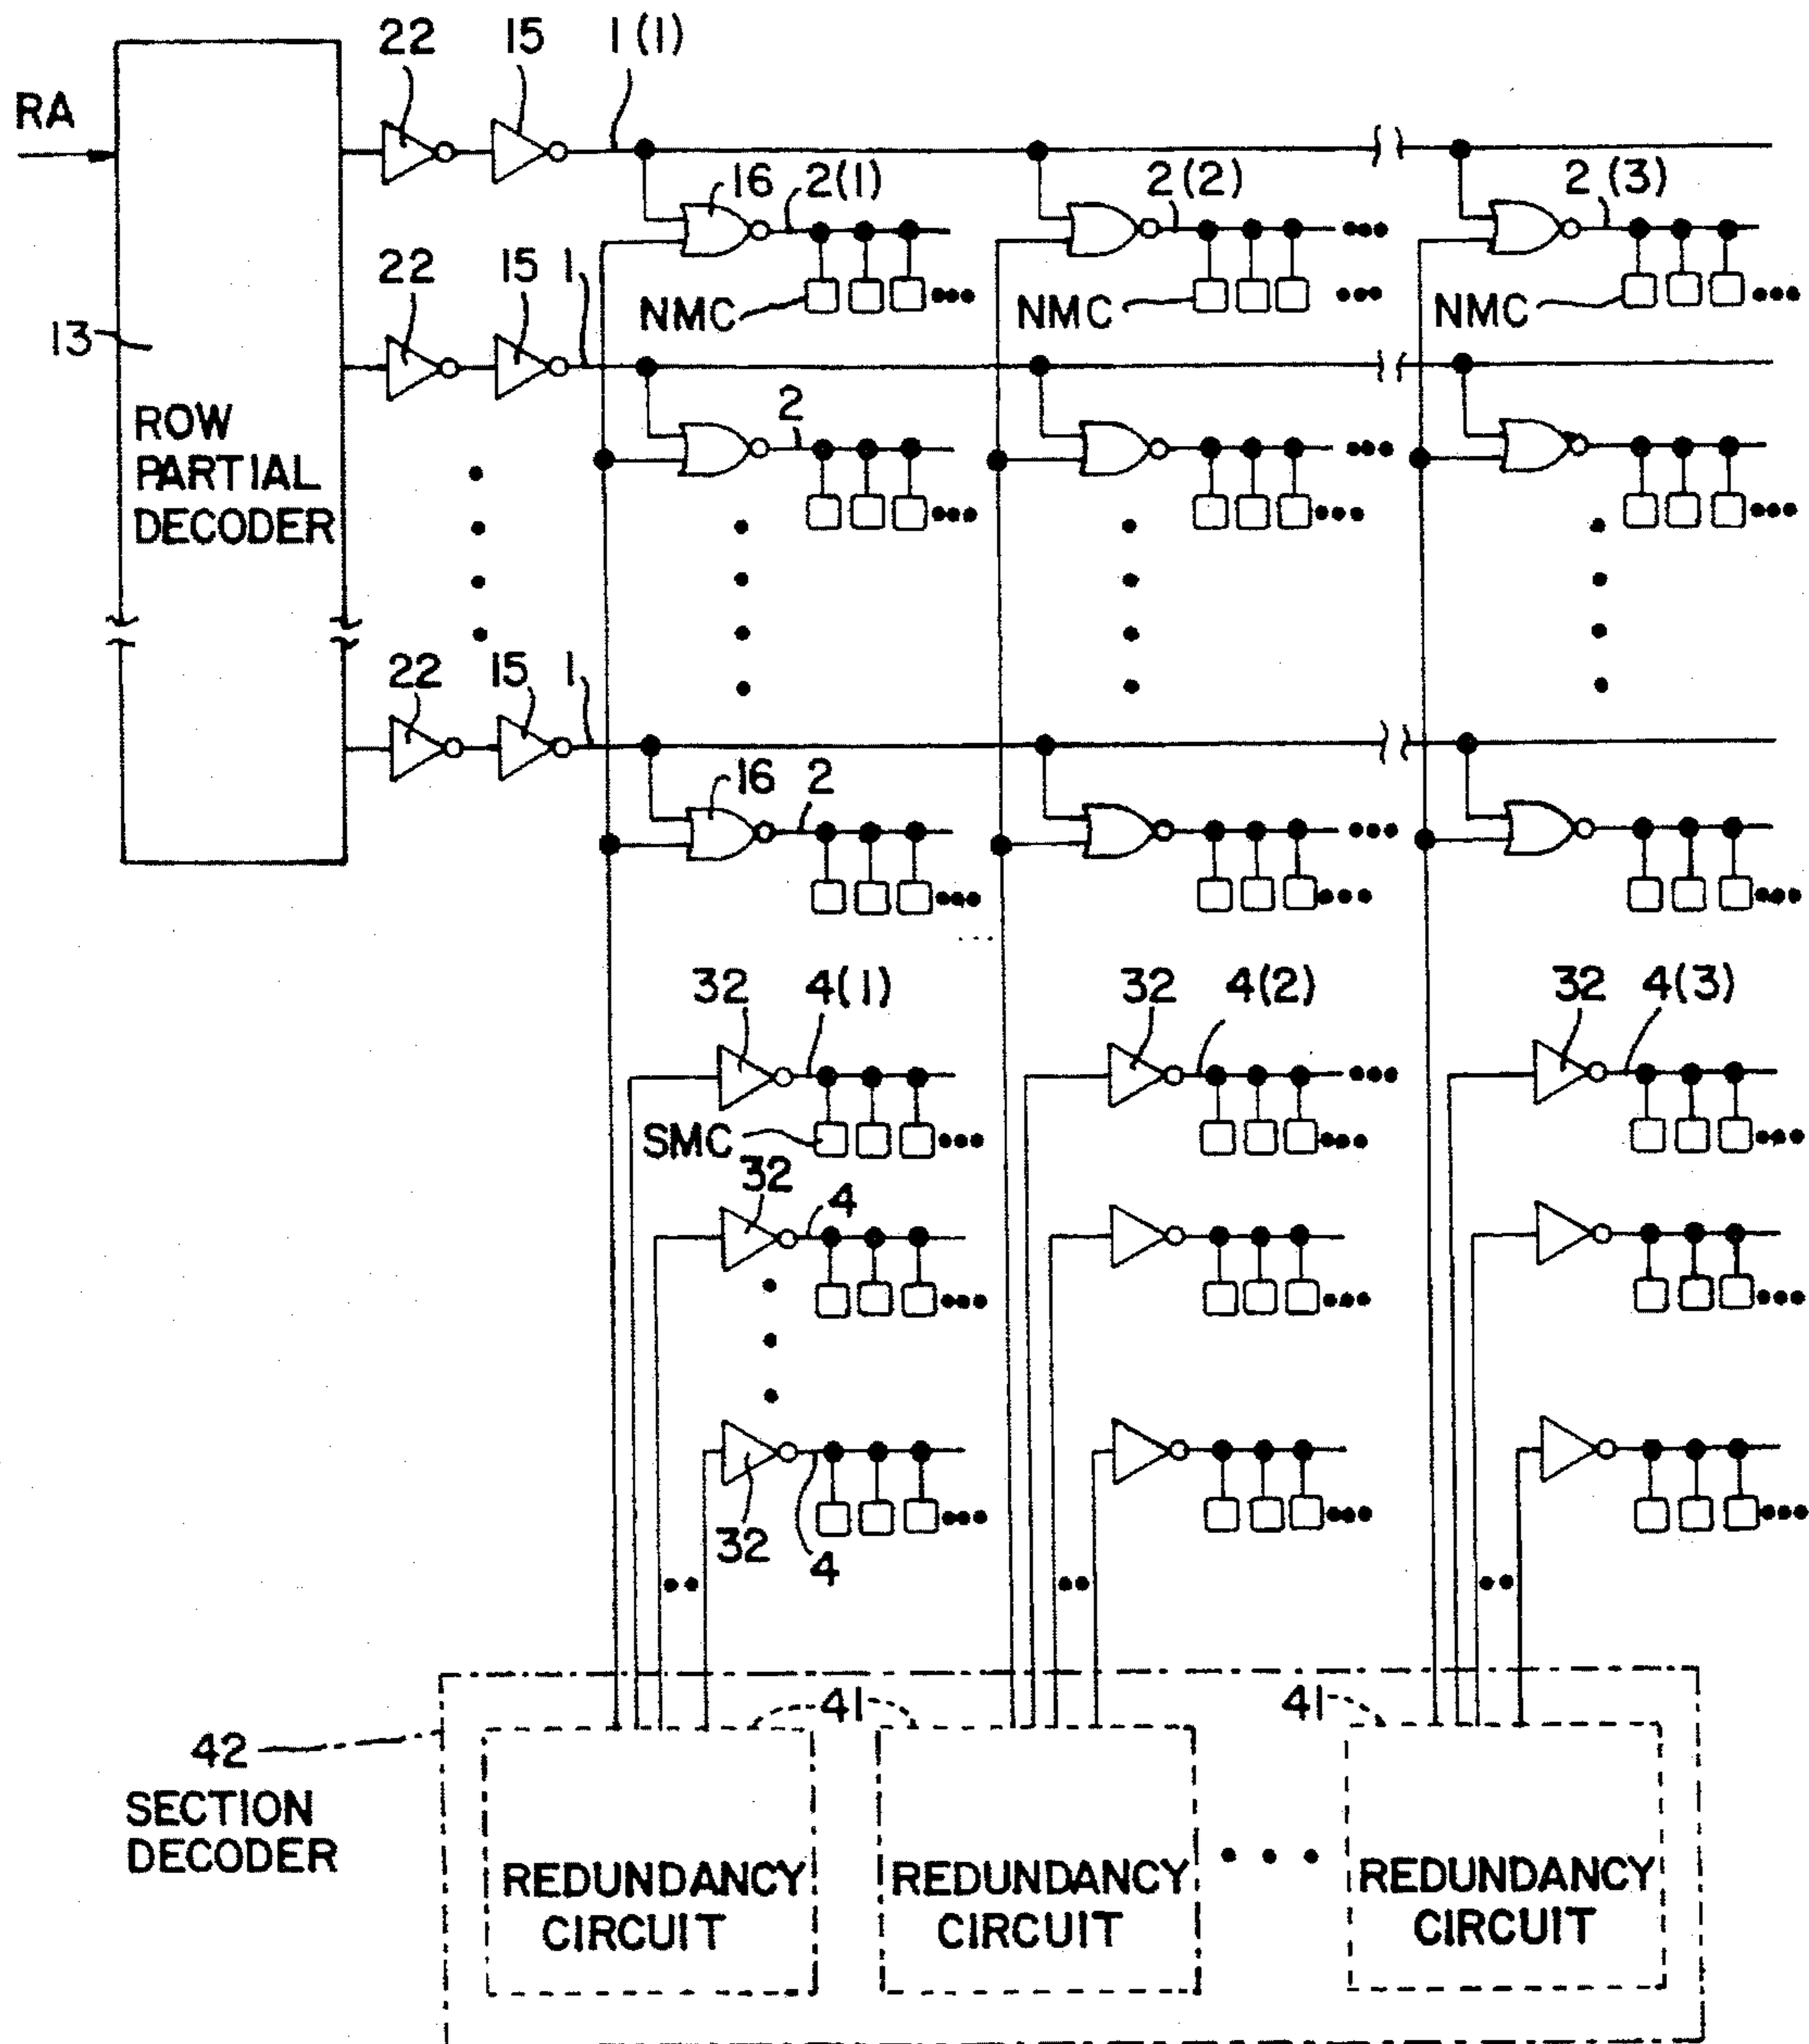 22 15 1(1)
RA
16 2(1) 2(2) 2(3)
22 15 1
NMC NMC NMC
13
ROW
PARTIAL
DECODER
2
22 15 1
16 2
32 4(1) 32 4(2) 32 4(3)
SMC
32 4
32 4
41 41
42
SECTION
DECODER
REDUNDANCY
CIRCUIT
REDUNDANCY
CIRCUIT
REDUNDANCY
CIRCUIT